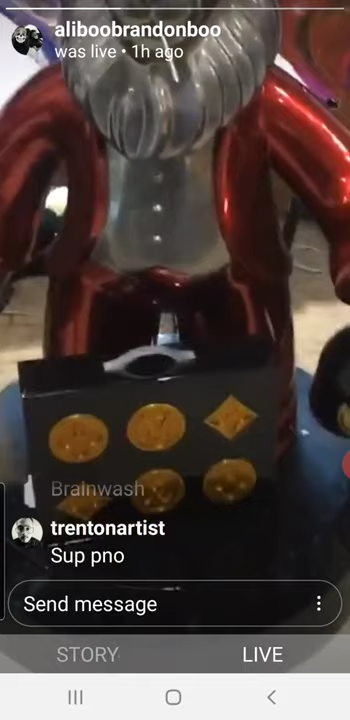 aliboobrandonboo
was live • 1h ago
Brainwash
trentonartist
Sup pno
Send message
STORY
LIVE